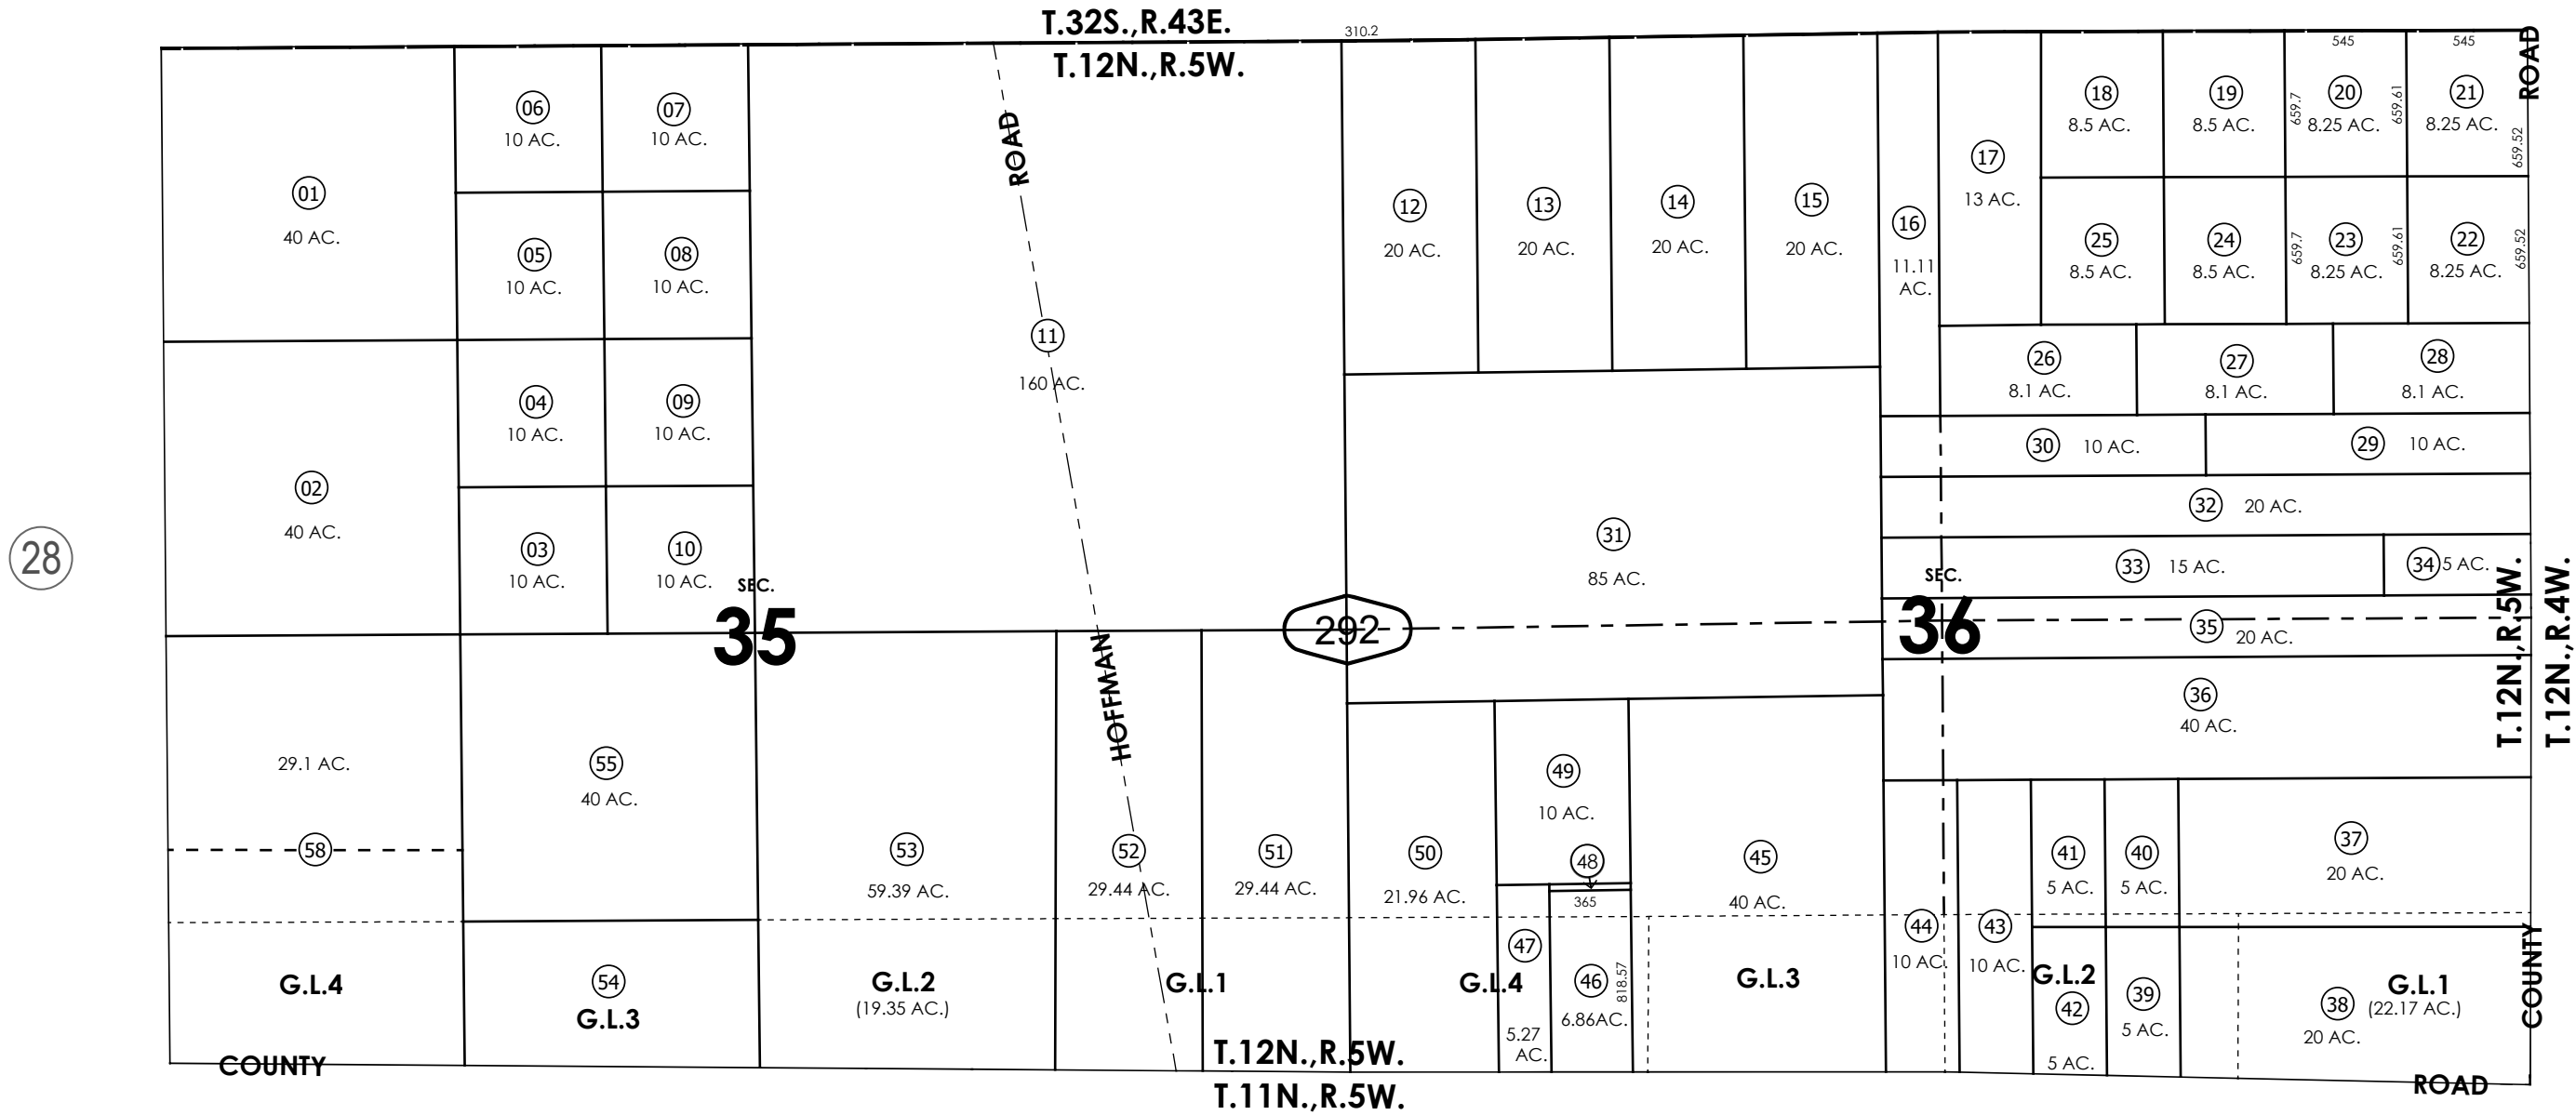 T.32S.,R.43E.
310.2
T.12N.,R.5W.
545
545
ROAD
01
40 AC.
06
10 AC.
07
10 AC.
05
10 AC.
08
10 AC.
02
40 AC.
04
10 AC.
09
10 AC.
03
10 AC.
10
10 AC.
ROAD
11
160 AC.
12
20 AC.
13
20 AC.
14
20 AC.
15
20 AC.
16
11.11
AC.
17
13 AC.
18
8.5 AC.
19
8.5 AC.
659.7
20
8.25 AC.
659.61
21
8.25 AC.
659.52
25
8.5 AC.
24
8.5 AC.
659.7
23
8.25 AC.
659.61
22
8.25 AC.
659.52
26
8.1 AC.
27
8.1 AC.
28
8.1 AC.
30 10 AC.
29 10 AC.
32 20 AC.
31
85 AC.
33 15 AC.
34 5 AC.
28
SEC.
35
292
SEC.
36
35 20 AC.
T.12N.,R.5W.
T.12N.,R.4W.
36
40 AC.
HOFFMAN
29.1 AC.
58
55
40 AC.
53
59.39 AC.
52
29.44 AC.
51
29.44 AC.
50
21.96 AC.
49
10 AC.
48
365
45
40 AC.
41
5 AC.
40
5 AC.
37
20 AC.
44
10 AC.
43
10 AC.
G.L.4
54
G.L.3
G.L.2
(19.35 AC.)
G.L.1
G.L.4
47
5.27
AC.
46
6.86AC.
818.57
G.L.3
G.L.2
42
5 AC.
39
5 AC.
G.L.1
(22.17 AC.)
38
20 AC.
COUNTY
COUNTY
T.12N.,R.5W.
T.11N.,R.5W.
ROAD